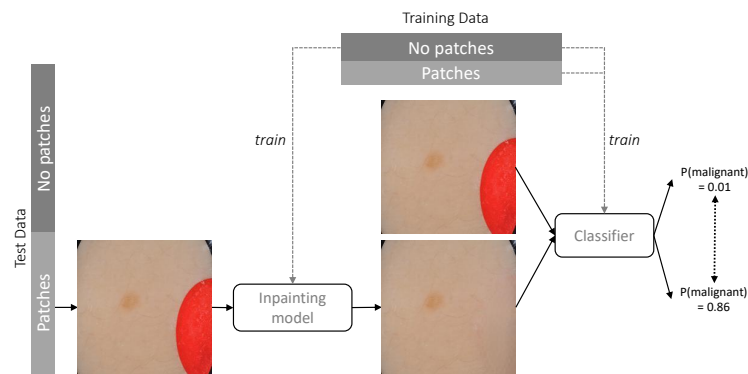 Training Data
No patches
Patches
train
train
Test Data
No patches
Patches
Inpainting
model
Classifier
P(malignant)
= 0.01
P(malignant)
= 0.86